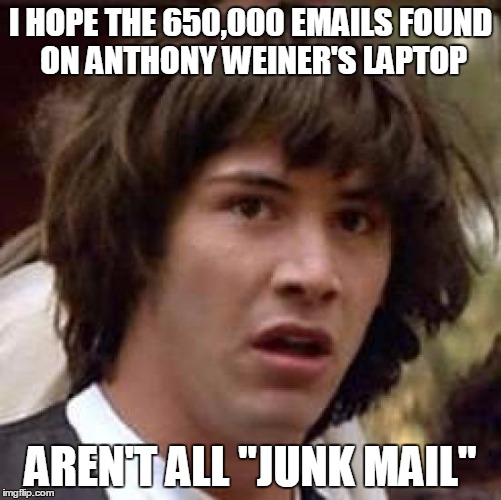 I HOPE THE 650,000 EMAILS FOUND
ON ANTHONY WEINER'S LAPTOP
AREN'T ALL "JUNK MAIL"
imgflip.com